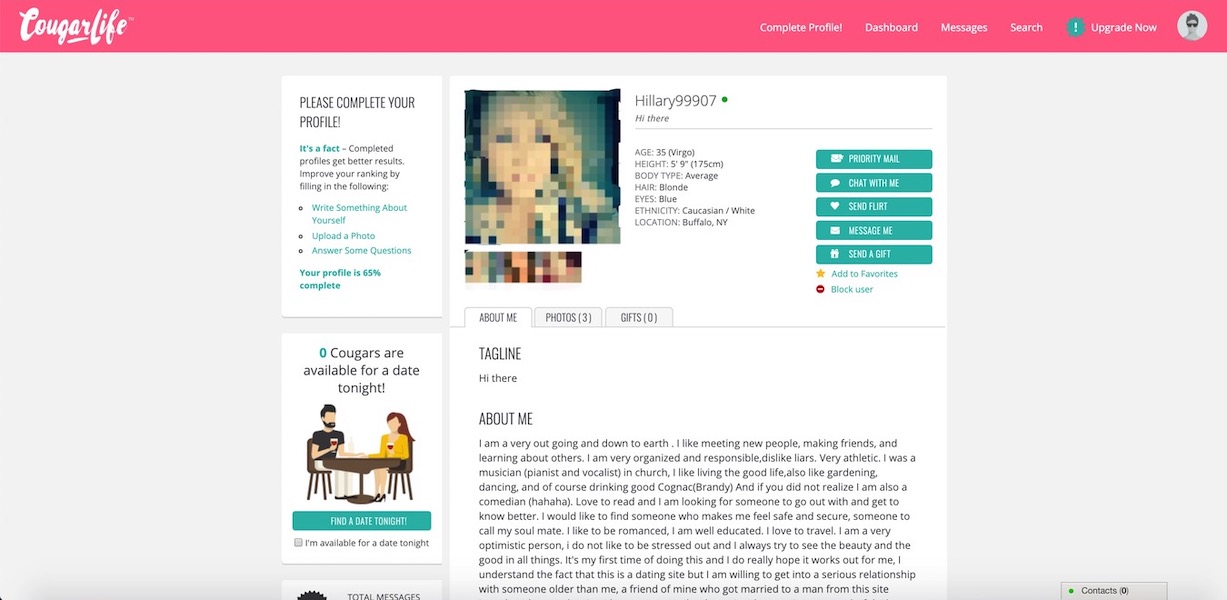 CougarLife™
Complete Profile!
Dashboard
Messages
Search
!
Upgrade Now
PLEASE COMPLETE YOUR
PROFILE!
It's a fact – Completed
profiles get better results.
Improve your ranking by
filling in the following:
Write Something About
Yourself
Upload a Photo
Answer Some Questions
Your profile is 65%
complete
0 Cougars are
available for a date
tonight!
FIND A DATE TONIGHT!
I'm available for a date tonight
TOTAL MESSAGES
Hillary99907
Hi there
AGE: 35 (Virgo)
HEIGHT: 5' 9" (175cm)
BODY TYPE: Average
HAIR: Blonde
EYES: Blue
ETHNICITY: Caucasian / White
LOCATION: Buffalo, NY
PRIORITY MAIL
CHAT WITH ME
SEND FLIRT
MESSAGE ME
SEND A GIFT
Add to Favorites
Block user
ABOUT ME
PHOTOS ( 3 )
GIFTS ( 0 )
TAGLINE
Hi there
ABOUT ME
I am a very out going and down to earth . I like meeting new people, making friends, and
learning about others. I am very organized and responsible,dislike liars. Very athletic. I was a
musician (pianist and vocalist) in church, I like living the good life,also like gardening,
dancing, and of course drinking good Cognac(Brandy) And if you did not realize I am also a
comedian (hahaha). Love to read and I am looking for someone to go out with and get to
know better. I would like to find someone who makes me feel safe and secure, someone to
call my soul mate. I like to be romanced, I am well educated. I love to travel. I am a very
optimistic person, i do not like to be stressed out and I always try to see the beauty and the
good in all things. It's my first time of doing this and I do really hope it works out for me, I
understand the fact that this is a dating site but I am willing to get into a serious relationship
with someone older than me, a friend of mine who got married to a man from this site
Contacts (0)